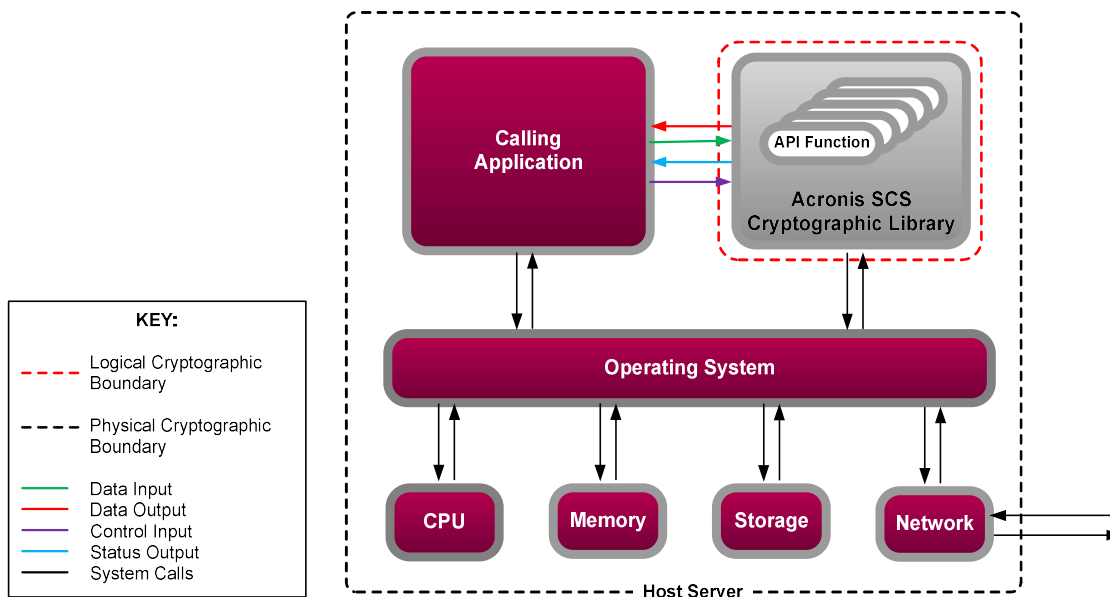 Calling
Application
API Function
Acronis SCS
Cryptographic Library
KEY:
Logical Cryptographic
Boundary
Physical Cryptographic
Boundary
Data Input
Data Output
Control Input
Status Output
System Calls
Operating System
CPU
Memory
Storage
Network
Host Server